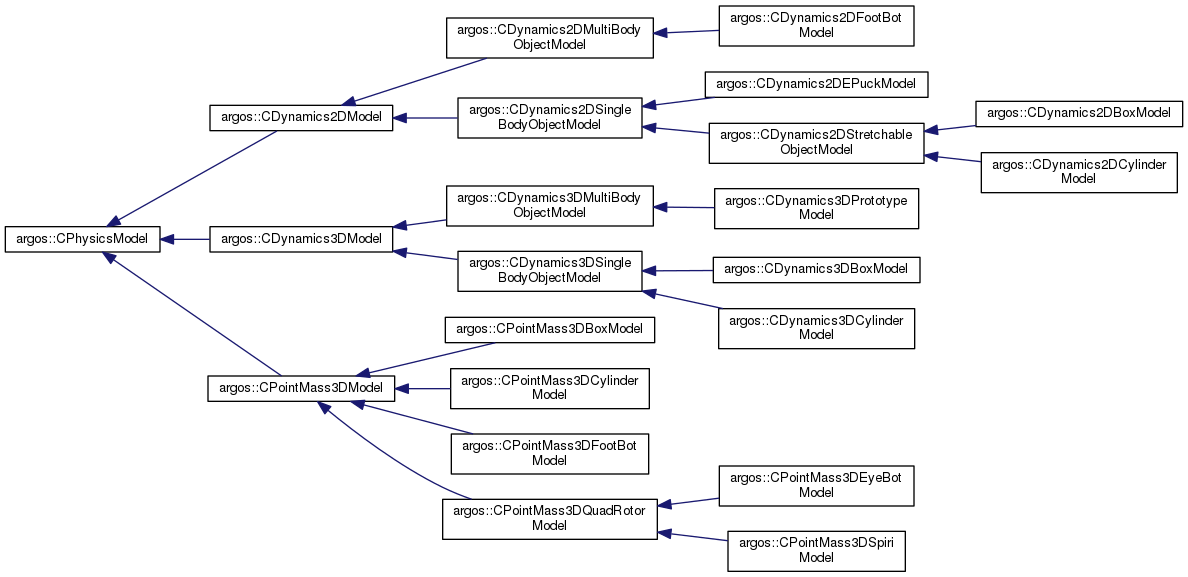 argos::CPhysicsModel
argos::CDynamics2DModel
argos::CDynamics2DMultiBody
ObjectModel
argos::CDynamics2DFootBot
Model
argos::CDynamics2DSingle
BodyObjectModel
argos::CDynamics2DEPuckModel
argos::CDynamics2DStretchable
ObjectModel
argos::CDynamics2DBoxModel
argos::CDynamics2DCylinder
Model
argos::CDynamics3DModel
argos::CDynamics3DMultiBody
ObjectModel
argos::CDynamics3DPrototype
Model
argos::CDynamics3DSingle
BodyObjectModel
argos::CDynamics3DBoxModel
argos::CDynamics3DCylinder
Model
argos::CPointMass3DModel
argos::CPointMass3DBoxModel
argos::CPointMass3DCylinder
Model
argos::CPointMass3DFootBot
Model
argos::CPointMass3DQuadRotor
Model
argos::CPointMass3DEyeBot
Model
argos::CPointMass3DSpiri
Model